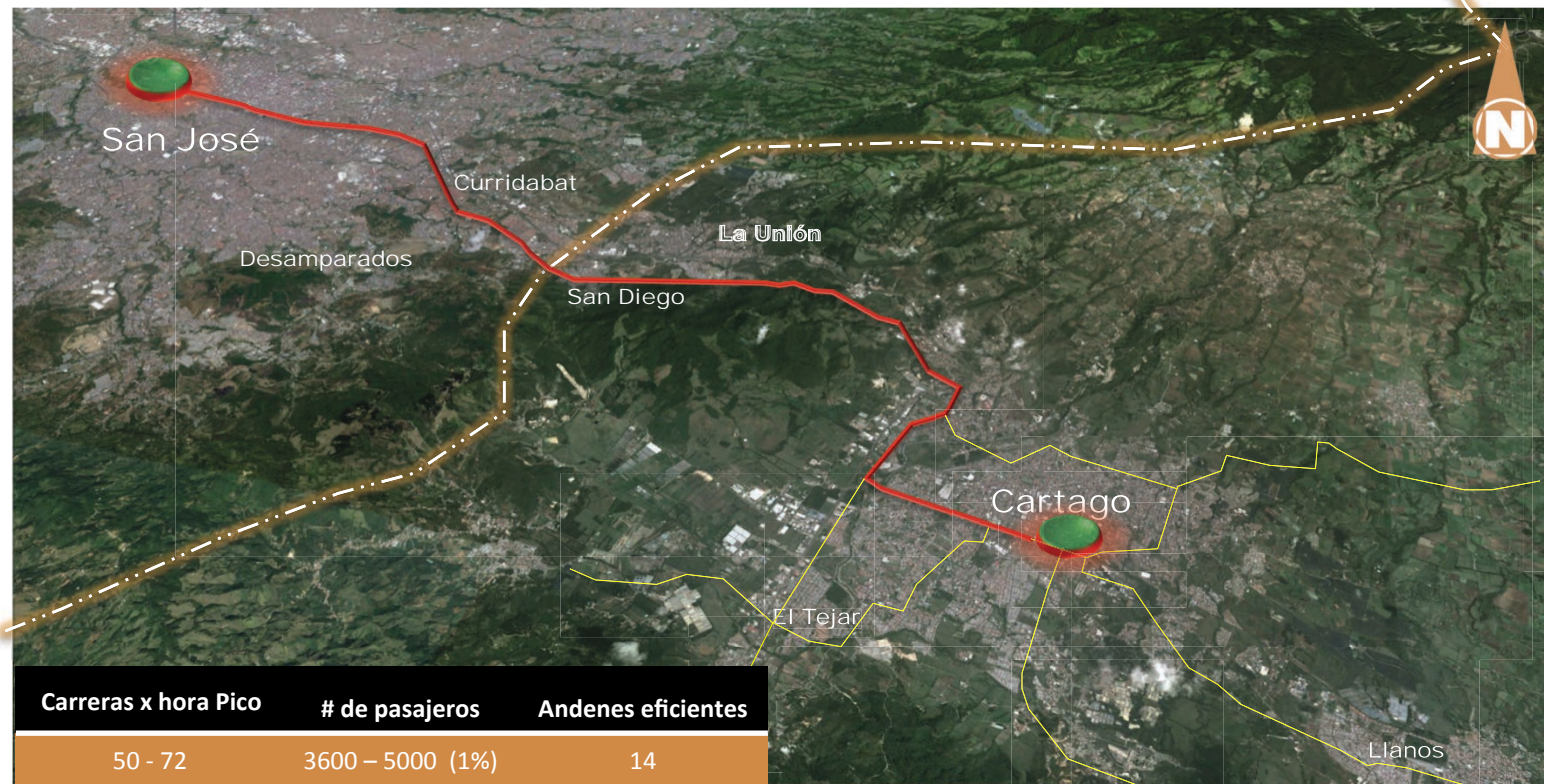 N
San José
Curridabat
La Unión
Desamparados
San Diego
Cartago
El Tejar
Llanos
Carreras x hora Pico # de pasajeros Andenes eficientes
50 - 72 3600 – 5000 (1%) 14